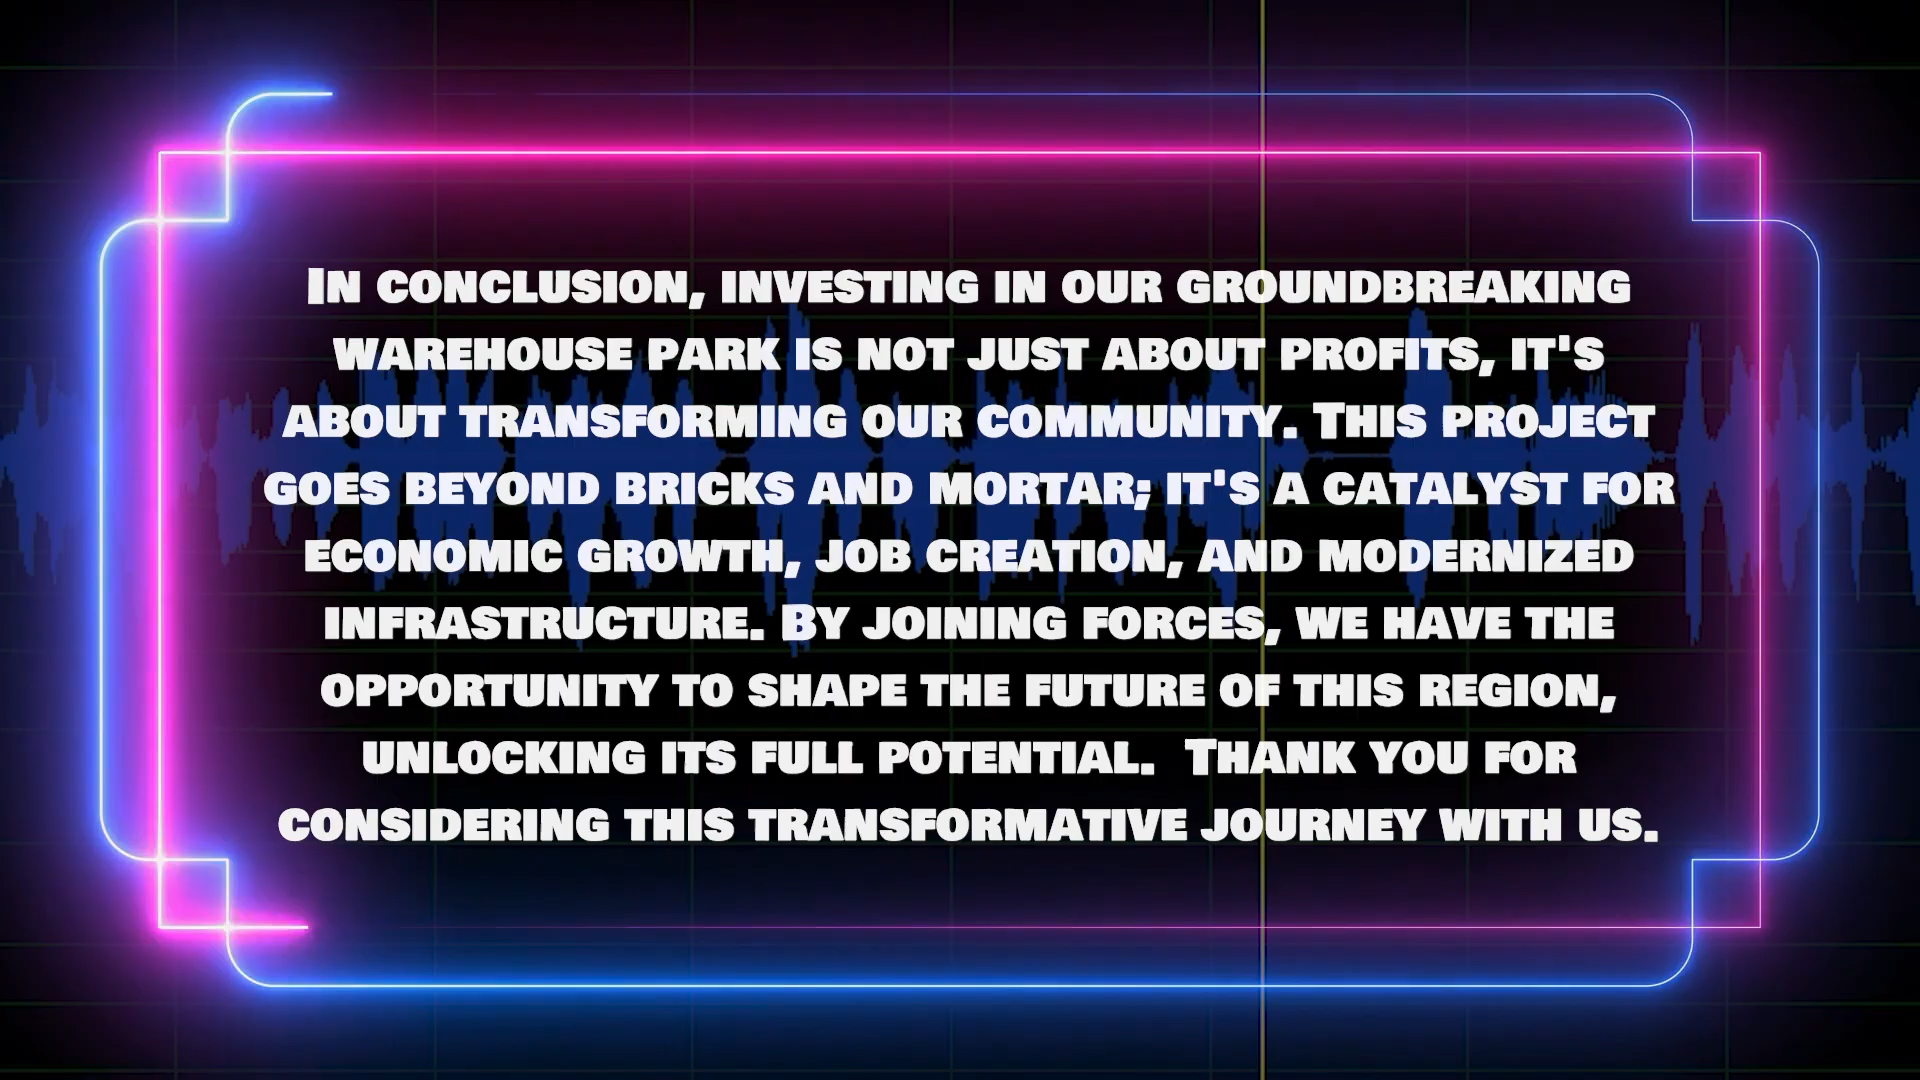 In conclusion, investing in our groundbreaking
warehouse park is not just about profits, it's
about transforming our community. This project
goes beyond bricks and mortar; it's a catalyst for
economic growth, job creation, and modernized
infrastructure. By joining forces, we have the
opportunity to shape the future of this region,
unlocking its full potential.  Thank you for
considering this transformative journey with us.